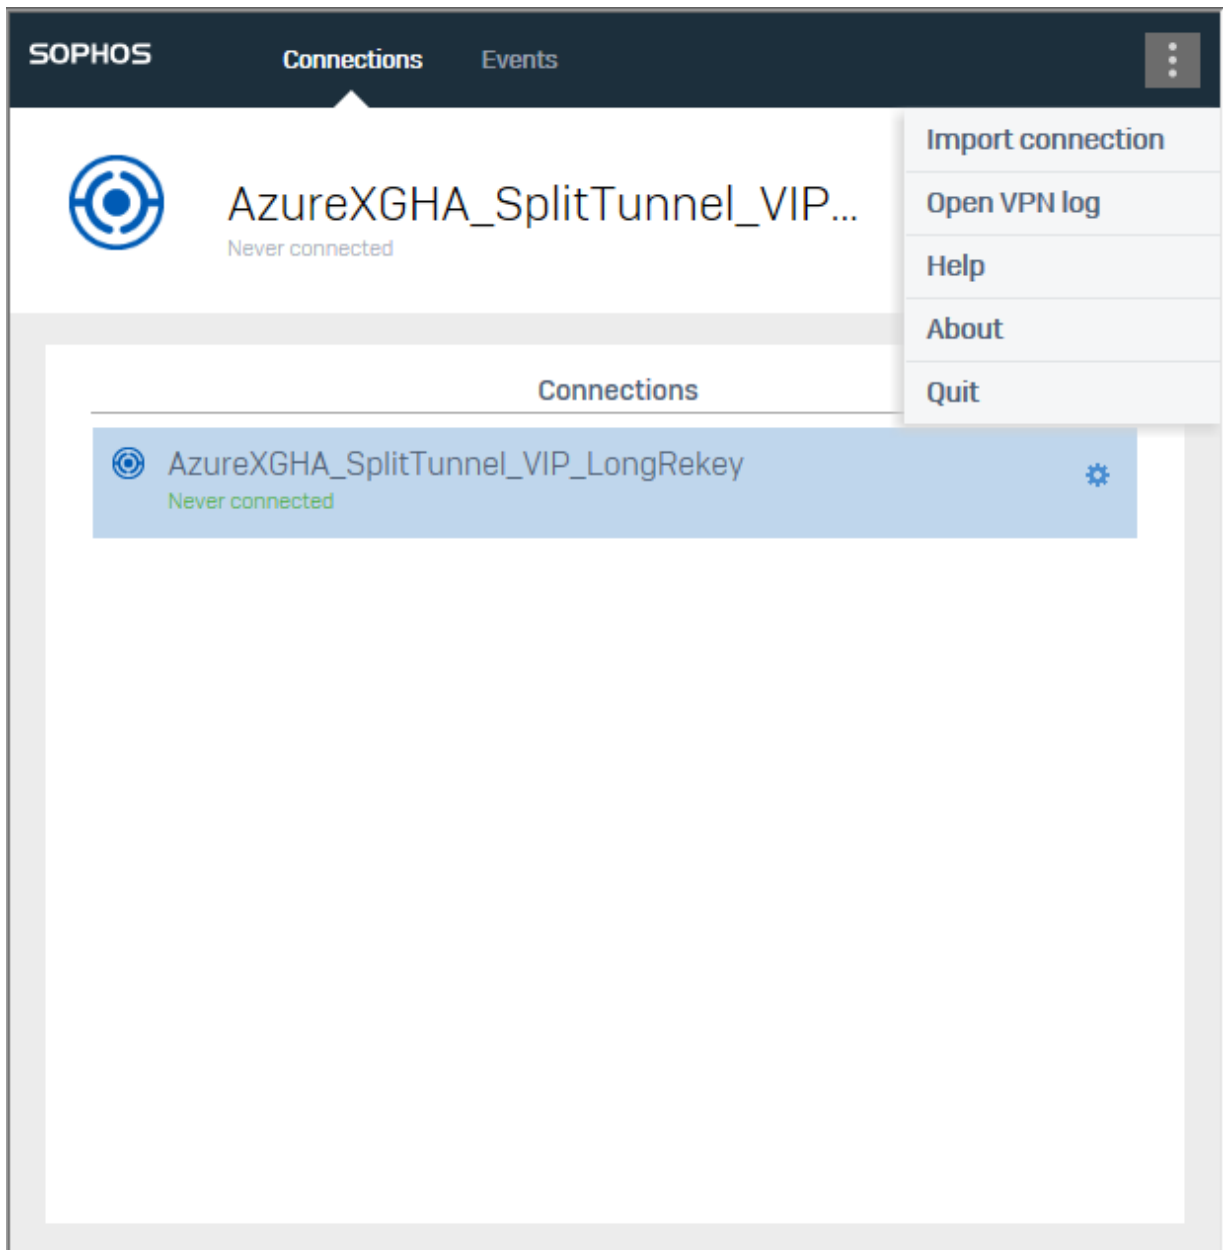 SOPHOS
Connections
Events
Import connection
Open VPN log
Help
About
Quit
AzureXGHA_SplitTunnel_VIP...
Never connected
Connections
AzureXGHA_SplitTunnel_VIP_LongRekey
Never connected